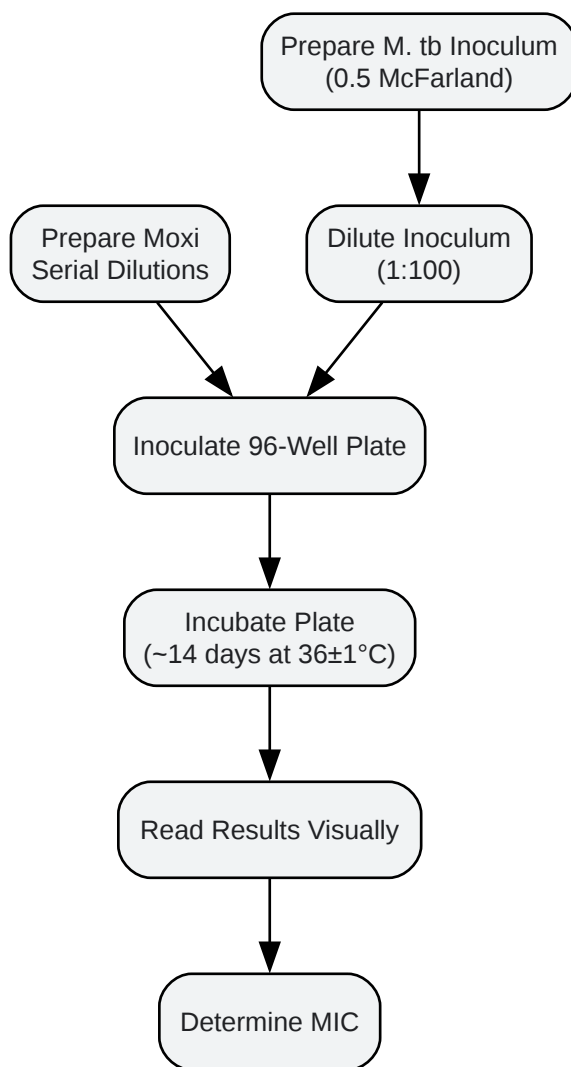 Prepare M. tb Inoculum
(0.5 McFarland)
Prepare Moxi
Serial Dilutions
Dilute Inoculum
(1:100)
Inoculate 96-Well Plate
Incubate Plate
(~14 days at 36±1°C)
Read Results Visually
Determine MIC